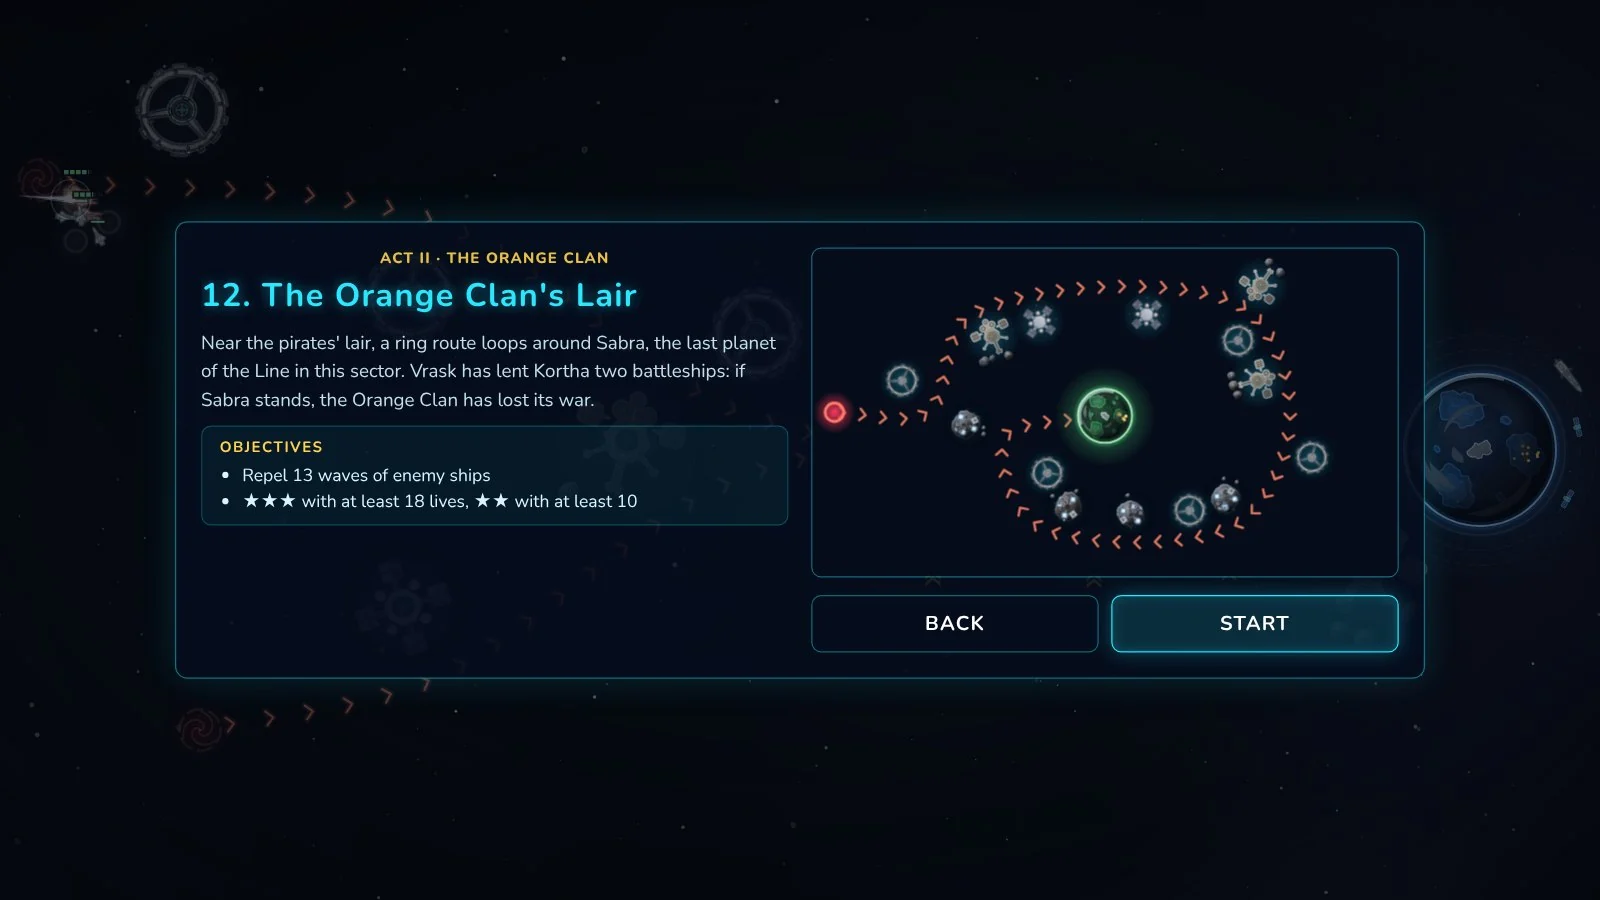 ACT II · THE ORANGE CLAN
12. The Orange Clan's Lair
Near the pirates' lair, a ring route loops around Sabra, the last planet
of the Line in this sector. Vrask has lent Kortha two battleships: if
Sabra stands, the Orange Clan has lost its war.
OBJECTIVES
• Repel 13 waves of enemy ships
• ★★★ with at least 18 lives, ★★ with at least 10
BACK
START